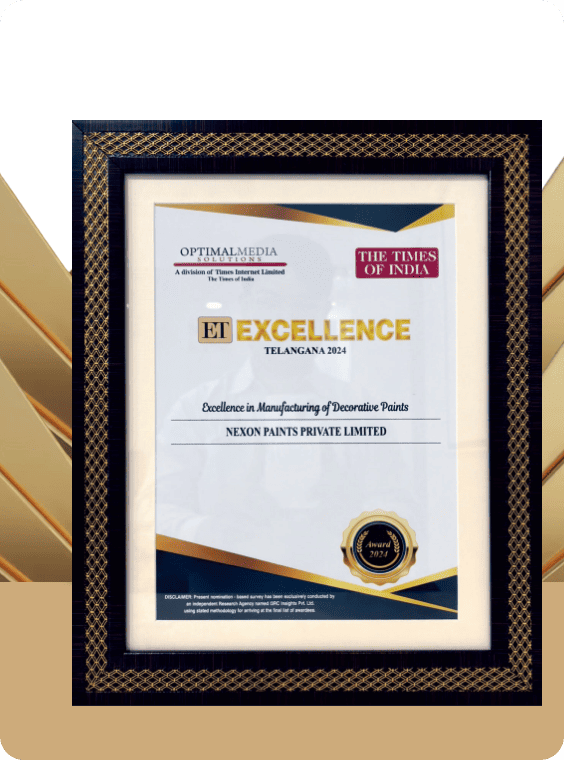 OPTIMALMEDIA
SOLUTIONS
A division of Times Internet Limited
The Times of India
THE TIMES
OF INDIA
ET EXCELLENCE
TELANGANA 2024
Excellence in Manufacturing of Decorative Paints
NEXON PAINTS PRIVATE LIMITED
Award
2024
DISCLAIMER: Present nomination - based survey has been exclusively conducted by
an independent Research Agency named GRC Insights Pvt. Ltd.
using stated methodology for arriving at the final list of awardees.